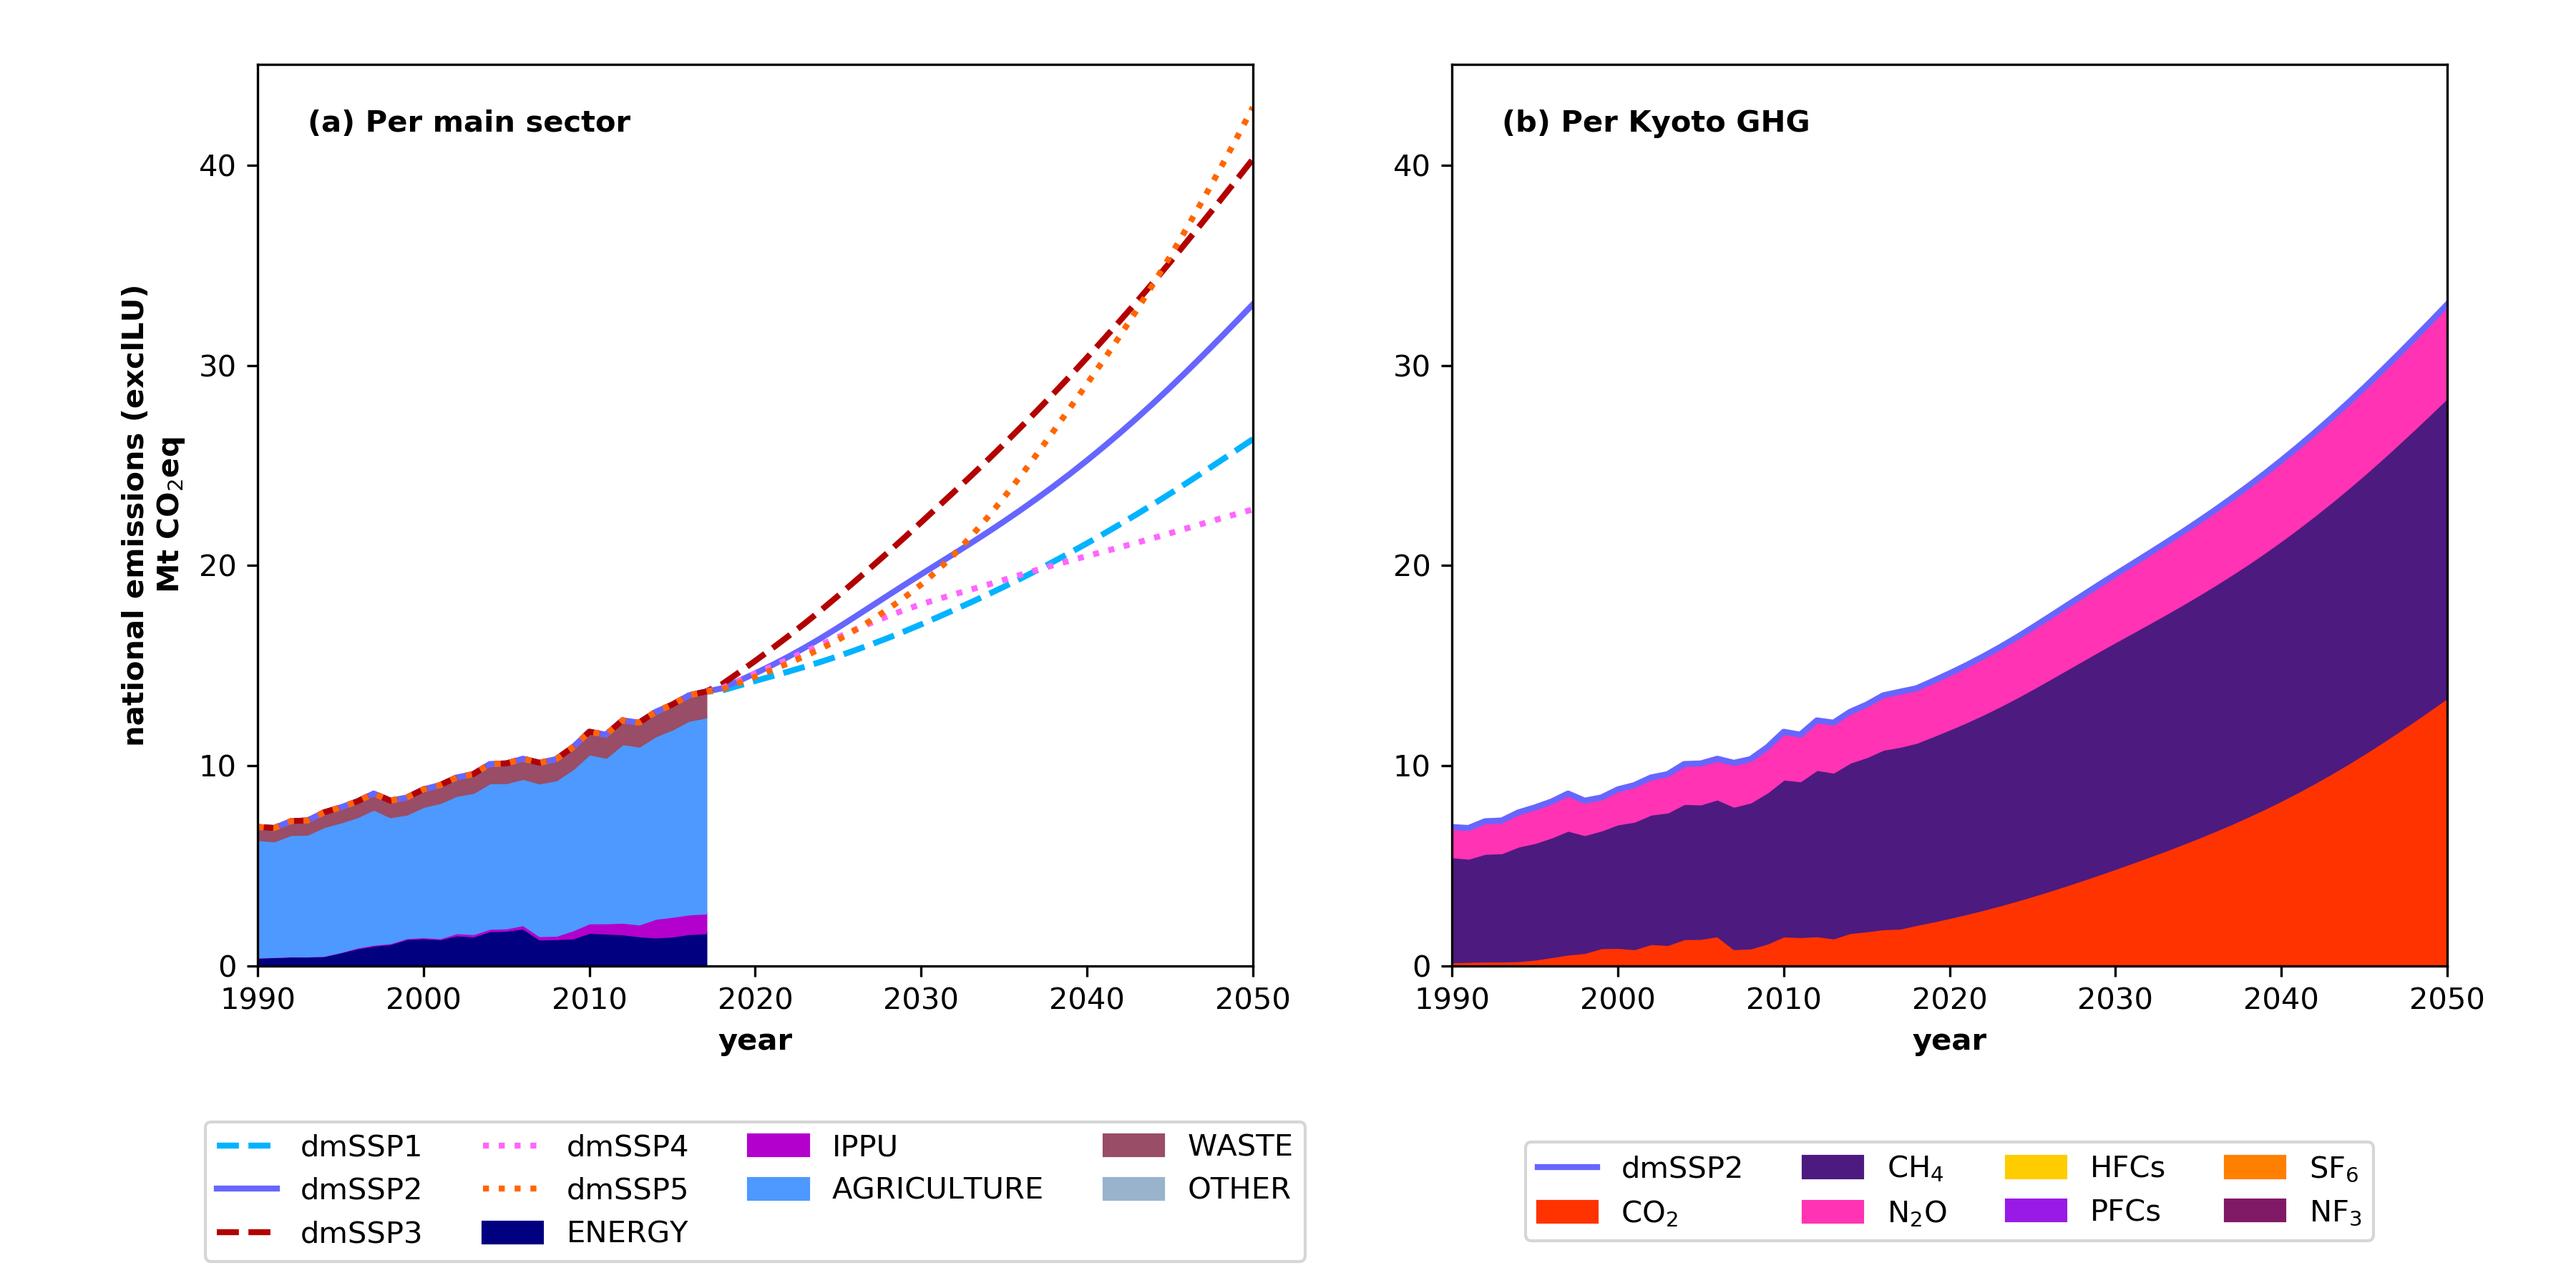 (a) Per main sector
national emissions (exclLU)
Mt CO₂eq
40
30
20
10
0
1990 2000 2010 2020 2030 2040 2050
year
dmSSP1 dmSSP4 IPPU WASTE
dmSSP2 dmSSP5 AGRICULTURE OTHER
dmSSP3 ENERGY
(b) Per Kyoto GHG
40
30
20
10
0
1990 2000 2010 2020 2030 2040 2050
year
dmSSP2 CH₄ HFCs SF₆
CO₂ N₂O PFCs NF₃